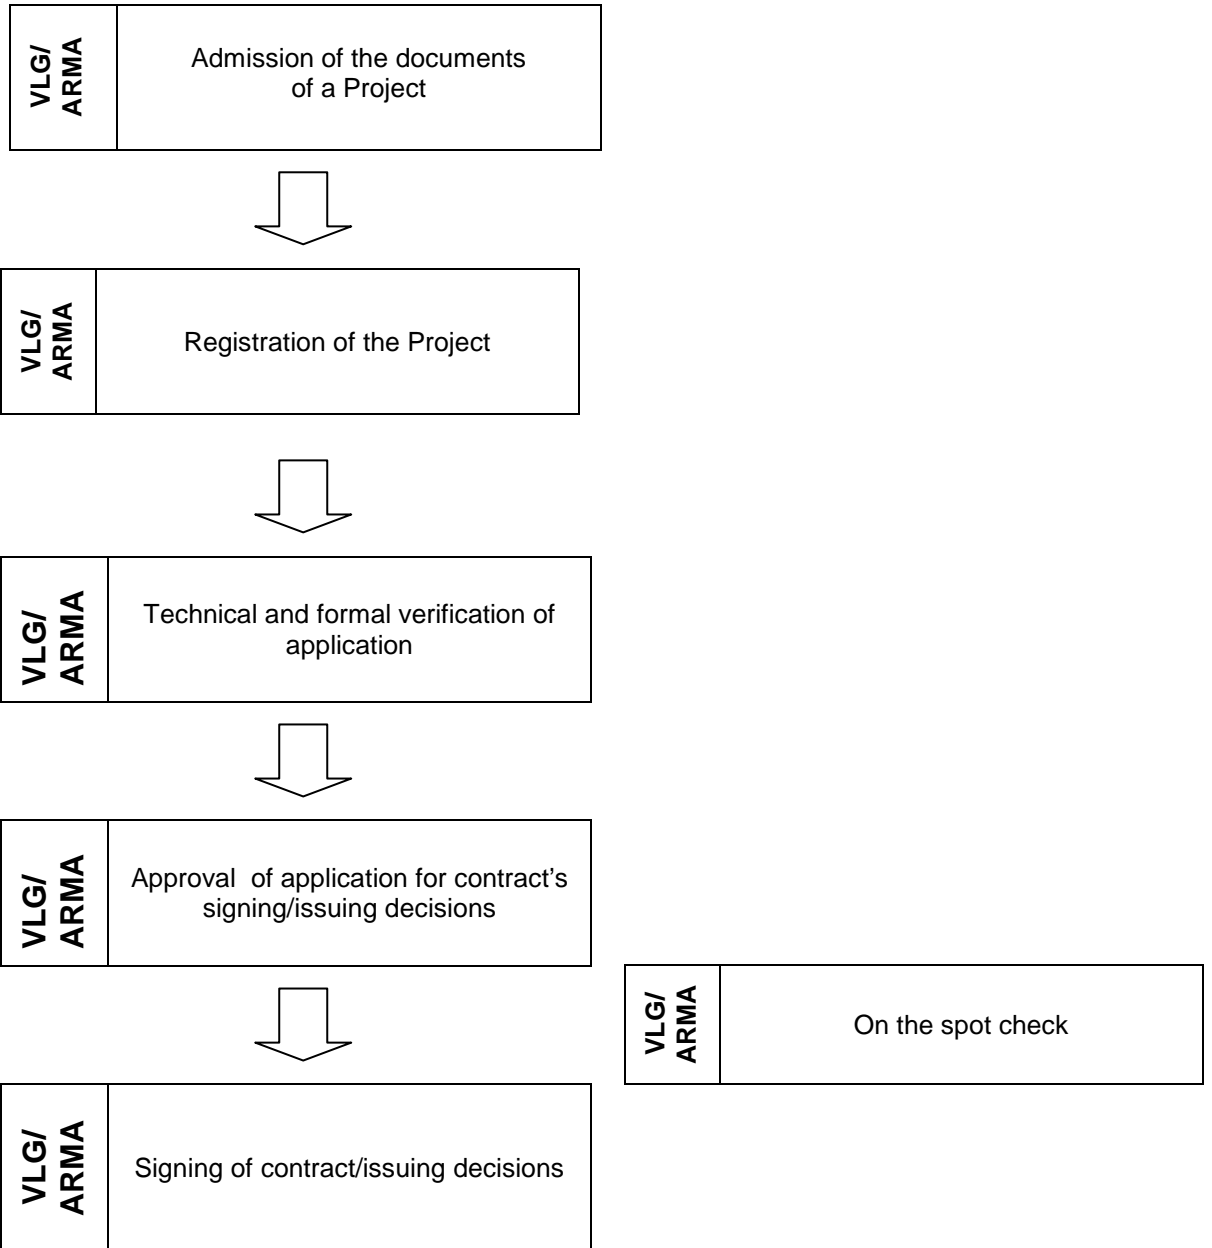 VLG/
ARMA
Admission of the documents
of a Project
VLG/
ARMA
Registration of the Project
VLG/
ARMA
Technical and formal verification of
application
VLG/
ARMA
Approval  of application for contract’s
signing/issuing decisions
VLG/
ARMA
On the spot check
VLG/
ARMA
Signing of contract/issuing decisions